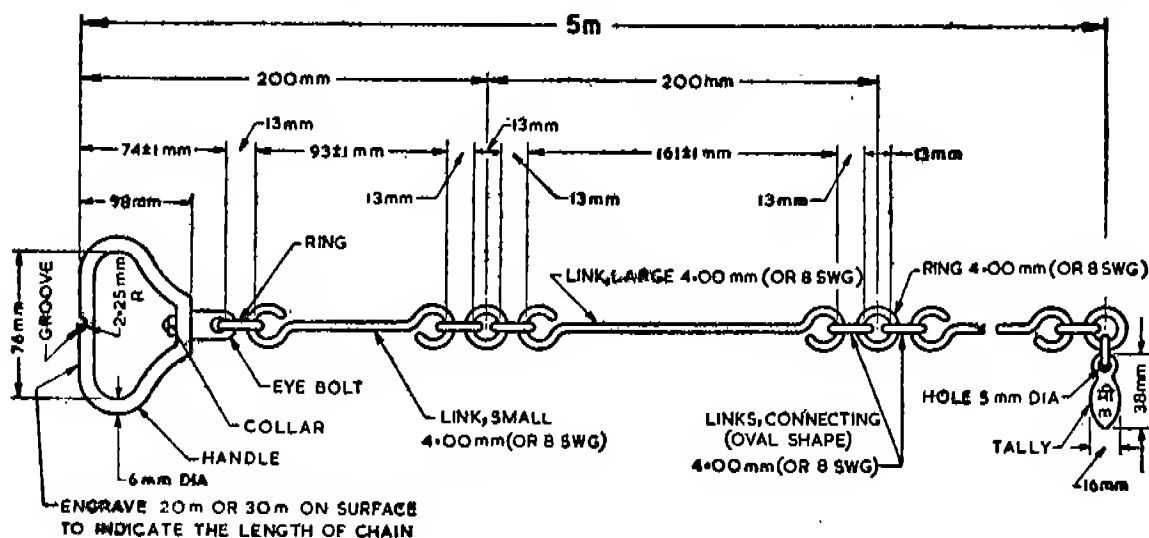 5m
200mm
200mm
13mm
13mm
74±1mm
93±1mm
161±1mm
13mm
13mm
13mm
13mm
98mm
RING
GROOVE
2·25mm
R
76mm
LINK, LARGE 4·00 mm (OR 8 SWG)
RING 4·00 mm (OR 8 SWG)
EYE BOLT
COLLAR
HANDLE
6mm DIA
LINK, SMALL
4·00mm (OR 8 SWG)
LINKS, CONNECTING
(OVAL SHAPE)
4·00mm (OR 8 SWG)
HOLE 5 mm DIA
38mm
TALLY
16mm
ENGRAVE 20m OR 30m ON SURFACE
TO INDICATE THE LENGTH OF CHAIN